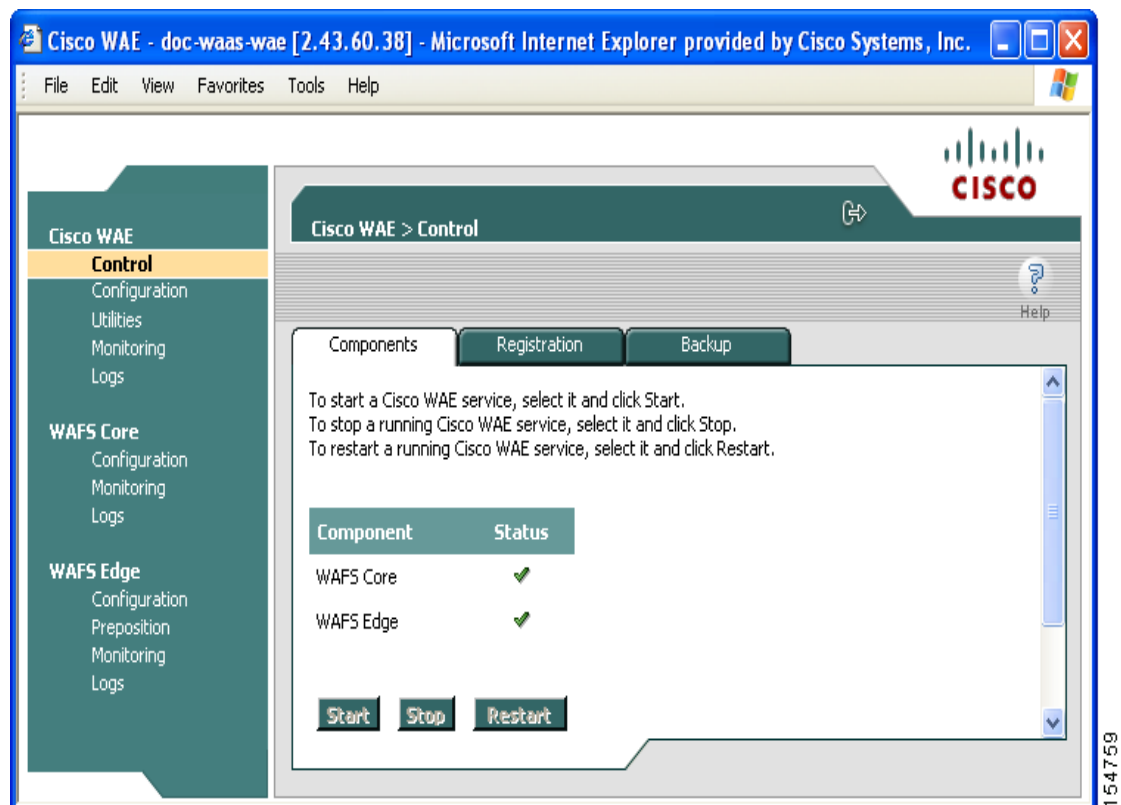 Cisco WAE - doc-waas-wae [2.43.60.38] - Microsoft Internet Explorer provided by Cisco Systems, Inc.
File Edit View Favorites Tools Help
CISCO
Cisco WAE > Control
Help
Cisco WAE
Control
Configuration
Utilities
Monitoring
Logs
WAFS Core
Configuration
Monitoring
Logs
WAFS Edge
Configuration
Preposition
Monitoring
Logs
Components Registration Backup
To start a Cisco WAE service, select it and click Start.
To stop a running Cisco WAE service, select it and click Stop.
To restart a running Cisco WAE service, select it and click Restart.
Component Status
WAFS Core
WAFS Edge
Start Stop Restart
154759